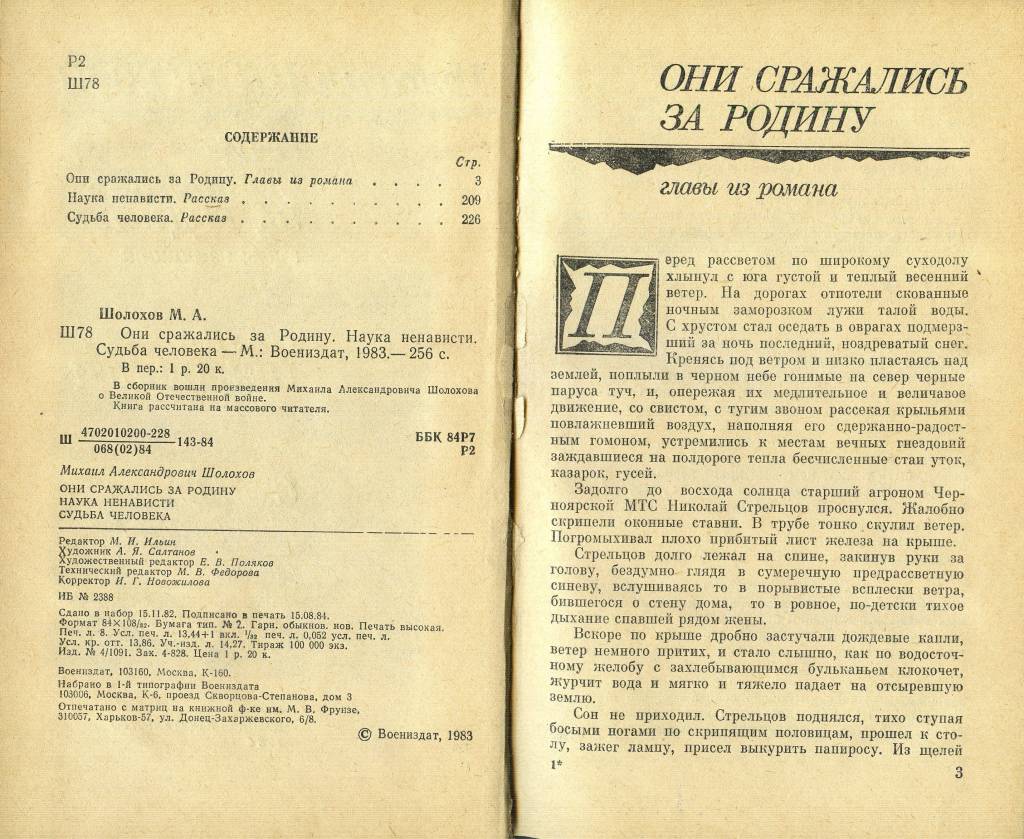 Р2
Ш78
СОДЕРЖАНИЕ
Стр.
Они сражались за Родину. Главы из романа . . . . 3
Наука ненависти. Рассказ . . . . . . . . . 209
Судьба человека. Рассказ . . . . . . . . . 226
Шолохов М. А.
Ш78 Они сражались за Родину. Наука ненависти.
Судьба человека — М.: Воениздат, 1983.— 256 с.
В пер.: 1 р. 20 к.
В сборник вошли произведения Михаила Александровича Шолохова
о Великой Отечественной войне.
Книга рассчитана на массового читателя.
Ш 4702010200-228
068(02)84 143-84
ББК 84Р7
Р2
Михаил Александрович Шолохов
ОНИ СРАЖАЛИСЬ ЗА РОДИНУ
НАУКА НЕНАВИСТИ
СУДЬБА ЧЕЛОВЕКА
Редактор М. И. Ильин
Художник А. Я. Салтанов
Художественный редактор Е. В. Поляков
Технический редактор М. В. Федорова
Корректор И. Г. Новожилова
ИБ № 2388
Сдано в набор 15.11.82. Подписано в печать 15.08.84.
Формат 84×108/32. Бумага тип. № 2. Гарн. обыкнов. нов. Печать высокая.
Печ. л. 8. Усл. печ. л. 13,44+1 вкл. 1/32 печ. л. 0,052 усл. печ. л.
Усл. кр. отт. 13,86. Уч.-изд. л. 14,27. Тираж 100 000 экз.
Изд. № 4/1091. Зак. 4-828. Цена 1 р. 20 к.
Воениздат, 103160, Москва, К-160.
Набрано в 1-й типографии Воениздата
103006, Москва, К-6, проезд Скворцова-Степанова, дом 3
Отпечатано с матриц на книжной ф-ке им. М. В. Фрунзе,
310057, Харьков-57, ул. Донец-Захаржевского, 6/8.
© Воениздат, 1983
ОНИ СРАЖАЛИСЬ
ЗА РОДИНУ
главы из романа
Перед рассветом по широкому суходолу
хлынул с юга густой и теплый весенний
ветер. На дорогах отпотели скованные
ночным заморозком лужи талой воды.
С хрустом стал оседать в оврагах подмерз-
ший за ночь последний, ноздреватый снег.
Кренясь под ветром и низко пластаясь над
землей, поплыли в черном небе гонимые на север черные
паруса туч, и, опережая их медлительное и величавое
движение, со свистом, с тугим звоном рассекая крыльями
повлажневший воздух, наполняя его сдержанно-радост-
ным гомоном, устремились к местам вечных гнездовий
заждавшиеся на полдороге тепла бесчисленные стаи уток,
казарок, гусей.
Задолго до восхода солнца старший агроном Чер-
ноярской МТС Николай Стрельцов проснулся. Жалобно
скрипели оконные ставни. В трубе тонко скулил ветер.
Погромыхивал плохо прибитый лист железа на крыше.
Стрельцов долго лежал на спине, закинув руки за
голову, бездумно глядя в сумеречную предрассветную
синеву, вслушиваясь то в порывистые всплески ветра,
бившегося о стену дома, то в ровное, по-детски тихое
дыхание спавшей рядом жены.
Вскоре по крыше дробно застучали дождевые капли,
ветер немного притих, и стало слышно, как по водосточ-
ному желобу с захлебывающимся бульканьем клокочет,
журчит вода и мягко и тяжело падает на отсыревшую
землю.
Сон не приходил. Стрельцов поднялся, тихо ступая
босыми ногами по скрипящим половицам, прошел к сто-
лу, зажег лампу, присел выкурить папиросу. Из щелей
1*
3